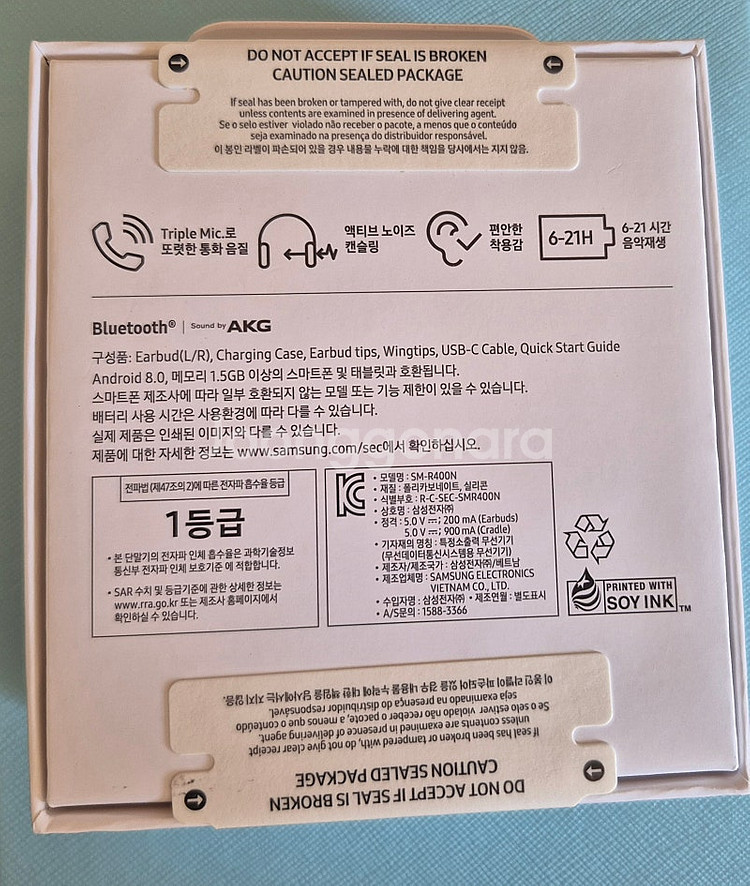 DO NOT ACCEPT IF SEAL IS BROKEN
CAUTION SEALED PACKAGE
If seal has been broken or tampered with, do not give clear receipt
unless contents are examined in presence of delivering agent.
Se o selo estiver violado não receber o pacote, a menos que o conteúdo
seja examinado na presença do distribuidor responsável.
이 봉인 라벨이 파손되어 있을 경우 내용물 누락에 대한 책임을 당사에서는 지지 않음.
Triple Mic.로
또렷한 통화 음질
액티브 노이즈
캔슬링
편안한
착용감
6-21H
6-21 시간
음악재생
Bluetooth® | Sound by AKG
구성품: Earbud(L/R), Charging Case, Earbud tips, Wingtips, USB-C Cable, Quick Start Guide
Android 8.0, 메모리 1.5GB 이상의 스마트폰 및 태블릿과 호환됩니다.
스마트폰 제조사에 따라 일부 호환되지 않는 모델 또는 기능 제한이 있을 수 있습니다.
배터리 사용 시간은 사용환경에 따라 다를 수 있습니다.
실제 제품은 인쇄된 이미지와 다를 수 있습니다.
제품에 대한 자세한 정보는 www.samsung.com/sec에서 확인하십시오.
전파법 (제47조의 2)에 따른 전자파 흡수율 등급
1등급
• 본 단말기의 전자파 인체 흡수율은 과학기술정보
통신부 전자파 인체 보호기준 에 적합합니다.
• SAR 수치 및 등급기준에 관한 상세한 정보는
www.rra.go.kr 또는 제조사 홈페이지에서
확인하실 수 있습니다.
• 모델명 : SM-R400N
• 재질 : 폴리카보네이트, 실리콘
• 식별부호 : R-C-SEC-SMR400N
• 상호명 : 삼성전자㈜
• 정격 : 5.0 V ⎓; 200 mA (Earbuds)
5.0 V ⎓; 900 mA (Cradle)
• 기자재의 명칭 : 특정소출력 무선기기
(무선데이터통신시스템용 무선기기)
• 제조자/제조국가 : 삼성전자㈜/베트남
• 제조업체명 : SAMSUNG ELECTRONICS
VIETNAM CO., LTD.
• 수입자명 : 삼성전자㈜ • 제조연월 : 별도표시
• A/S문의 : 1588-3366
PRINTED WITH
SOY INK™
이 봉인 라벨이 파손되어 있을 경우 내용물 누락에 대한 책임을 당사에서는 지지 않음.
seja examinado na presença do distribuidor responsável.
Se o selo estiver violado não receber o pacote, a menos que o conteúdo
unless contents are examined in presence of delivering agent.
If seal has been broken or tampered with, do not give clear receipt
CAUTION SEALED PACKAGE
DO NOT ACCEPT IF SEAL IS BROKEN